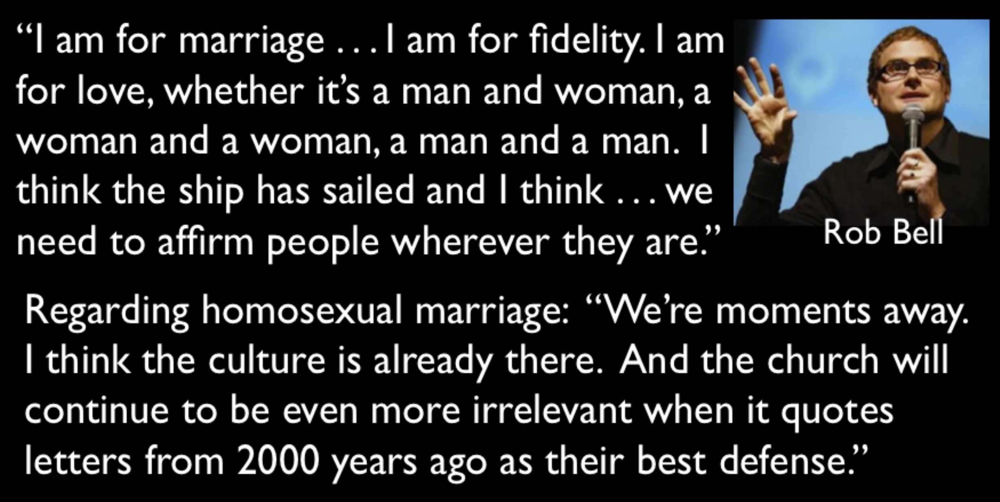 “I am for marriage . . . I am for fidelity. I am
for love, whether it’s a man and woman, a
woman and a woman, a man and a man.  I
think the ship has sailed and I think . . . we
need to affirm people wherever they are.”
Rob Bell
Regarding homosexual marriage: “We’re moments away.
I think the culture is already there.  And the church will
continue to be even more irrelevant when it quotes
letters from 2000 years ago as their best defense.”